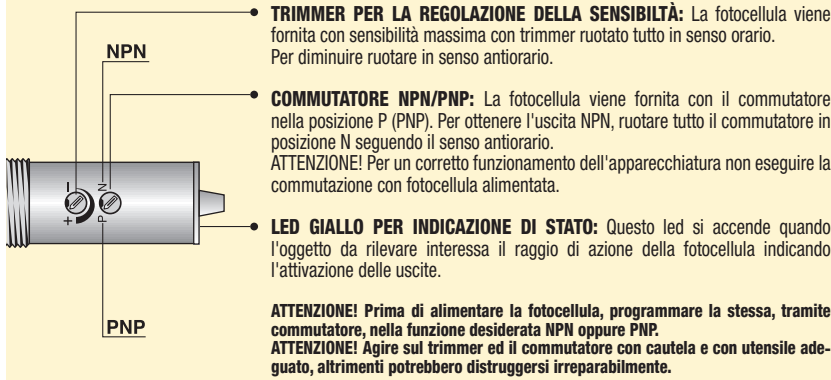 TRIMMER PER LA REGOLAZIONE DELLA SENSIBILTÀ: La fotocellula viene
fornita con sensibilità massima con trimmer ruotato tutto in senso orario.
Per diminuire ruotare in senso antiorario.
NPN
COMMUTATORE NPN/PNP: La fotocellula viene fornita con il commutatore
nella posizione P (PNP). Per ottenere l'uscita NPN, ruotare tutto il commutatore in
posizione N seguendo il senso antiorario.
ATTENZIONE! Per un corretto funzionamento dell'apparecchiatura non eseguire la
commutazione con fotocellula alimentata.
- N
+ P
LED GIALLO PER INDICAZIONE DI STATO: Questo led si accende quando
l'oggetto da rilevare interessa il raggio di azione della fotocellula indicando
l'attivazione delle uscite.
PNP
ATTENZIONE! Prima di alimentare la fotocellula, programmare la stessa, tramite
commutatore, nella funzione desiderata NPN oppure PNP.
ATTENZIONE! Agire sul trimmer ed il commutatore con cautela e con utensile ade-
guato, altrimenti potrebbero distruggersi irreparabilmente.